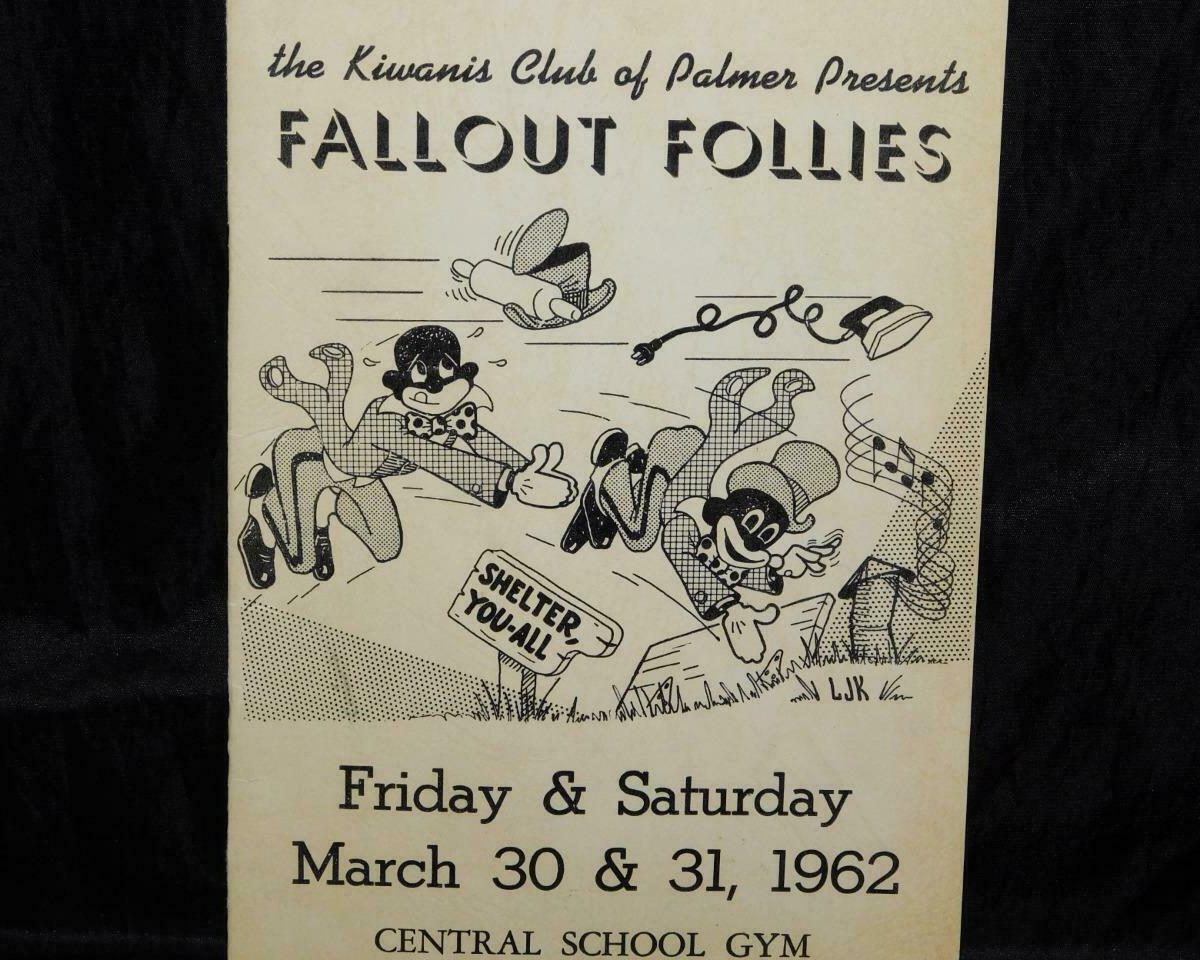 the Kiwanis Club of Palmer Presents
FALLOUT FOLLIES
SHELTER,
YOU-ALL
LJK
Friday & Saturday
March 30 & 31, 1962
CENTRAL SCHOOL GYM